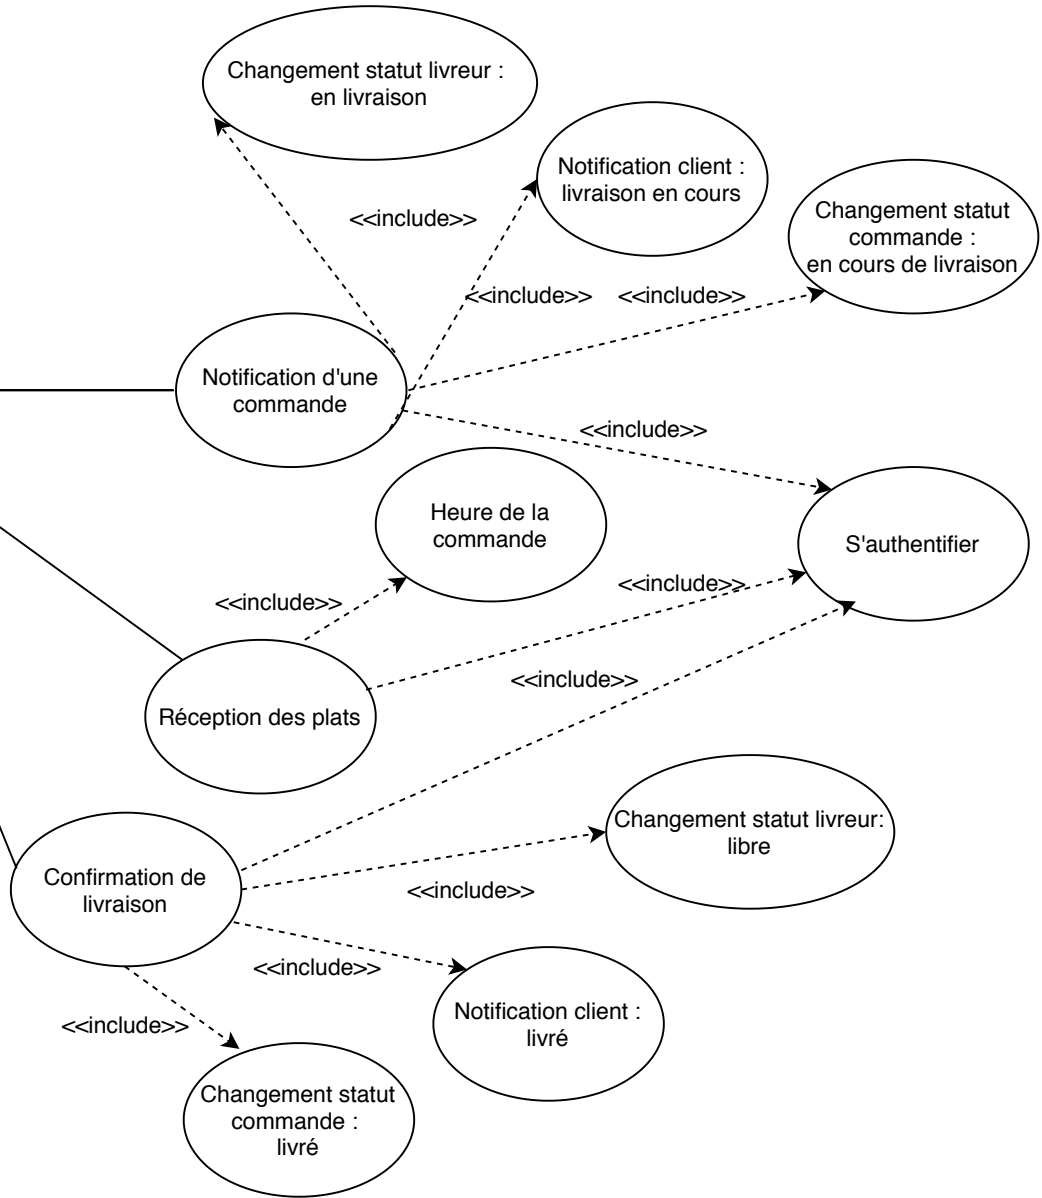 Changement statut livreur :
en livraison
Notification client :
livraison en cours
<<include>>
Changement statut
commande :
en cours de livraison
<<include>>
<<include>>
Notification d'une
commande
<<include>>
Heure de la
commande
S'authentifier
<<include>>
<<include>>
<<include>>
Réception des plats
Changement statut livreur:
libre
Confirmation de
livraison
<<include>>
<<include>>
Notification client :
livré
<<include>>
Changement statut
commande :
livré